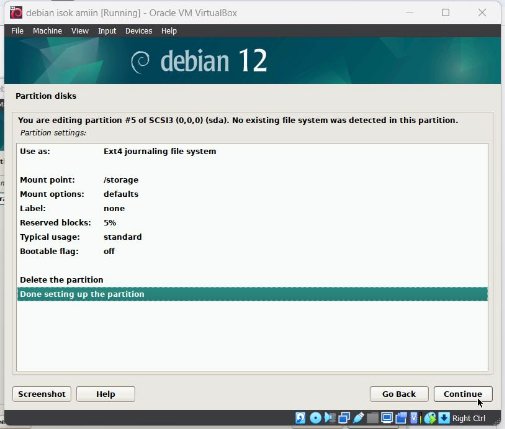 debian isok amiin [Running] - Oracle VM VirtualBox
File Machine View Input Devices Help
debian 12
Partition disks
You are editing partition #5 of SCSI3 (0,0,0) (sda). No existing file system was detected in this partition.
Partition settings:
Use as: Ext4 journaling file system
Mount point: /storage
Mount options: defaults
Label: none
Reserved blocks: 5%
Typical usage: standard
Bootable flag: off
Delete the partition
Done setting up the partition
Screenshot Help Go Back Continue
Right Ctrl